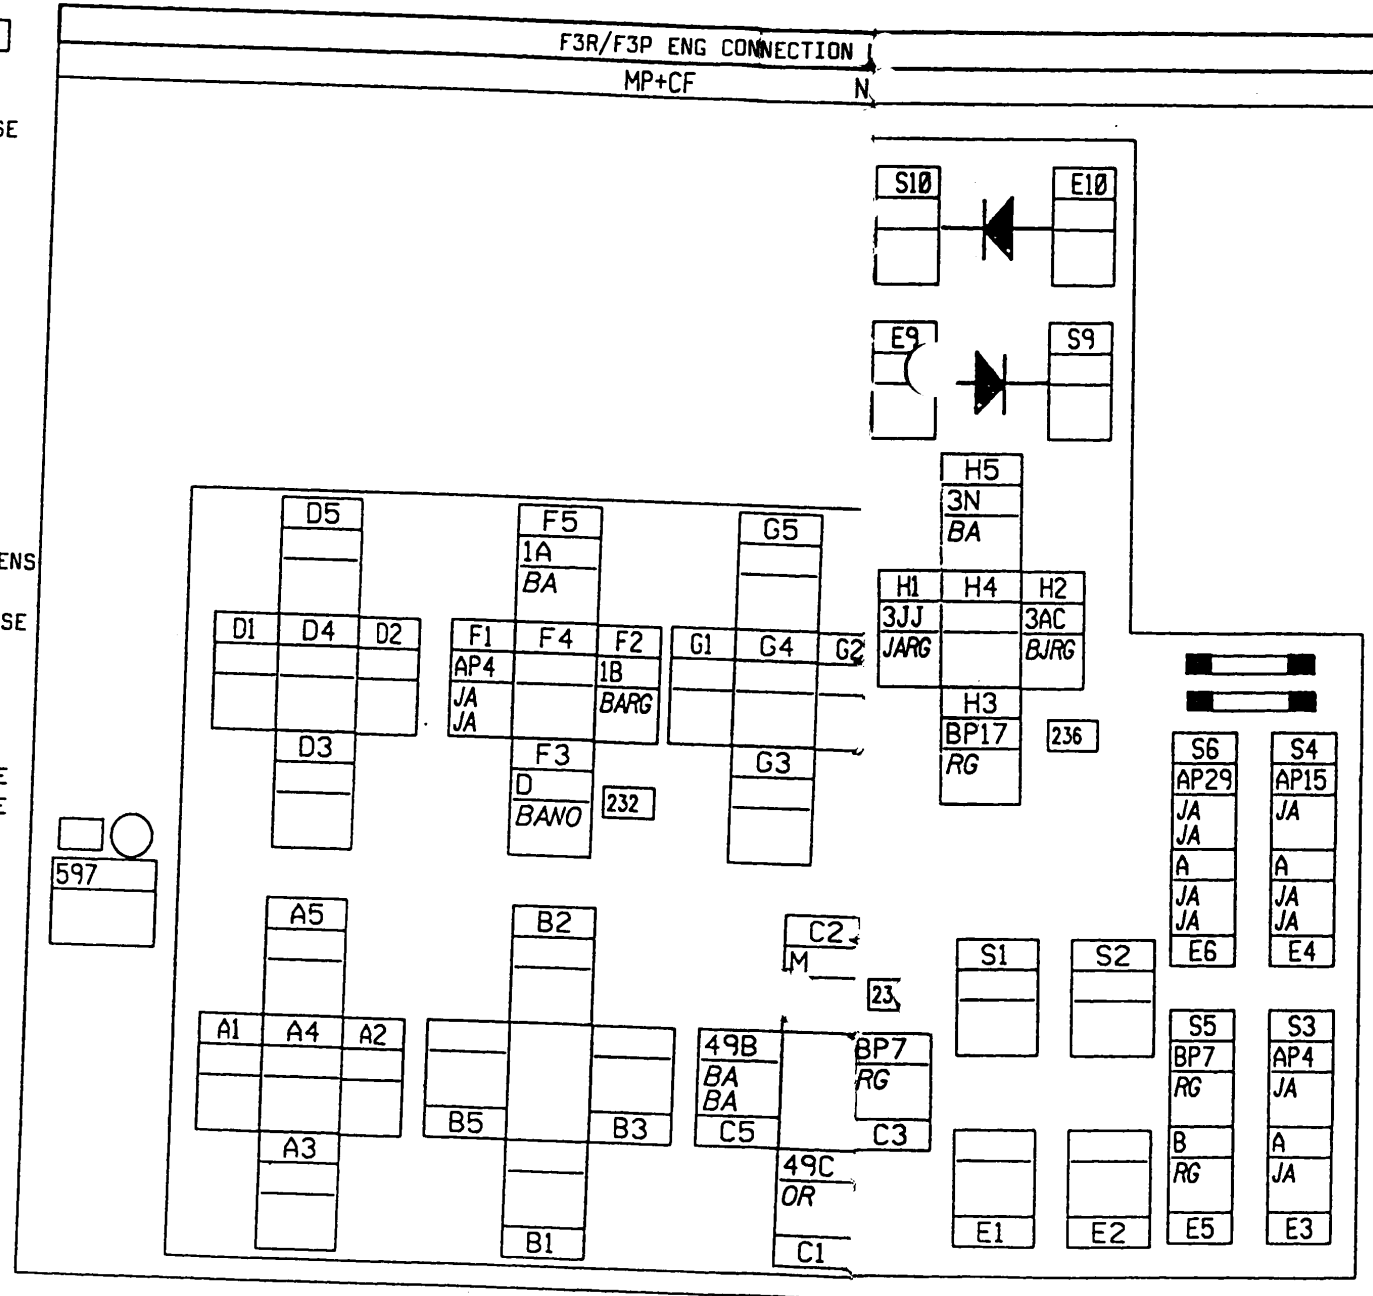 F3R/F3P ENG CONNECTION
MP+CF
N
SE
S10
E10
E9
S9
H5
3N
BA
D5
F5
1A
BA
G5
ENS
H1 H4 H2
3JJ 3AC
JARG BJRG
SE
D1 D4 D2
F1 F4 F2
AP4 1B
JA BARG
JA
G1 G4 G2
H3
BP17
RG
236
D3
F3
D
BANO
232
G3
E
E
S6 S4
AP29 AP15
JA JA
JA
A A
JA JA
JA JA
E6 E4
597
A5
B2
C2
M
23
S1 S2
A1 A4 A2
49B BP7
BA RG
BA
B5 B3
C5 C3
A3
49C
OR
B1
C1
S5 S3
BP7 AP4
RG JA
B A
RG JA
E1 E2
E5 E3